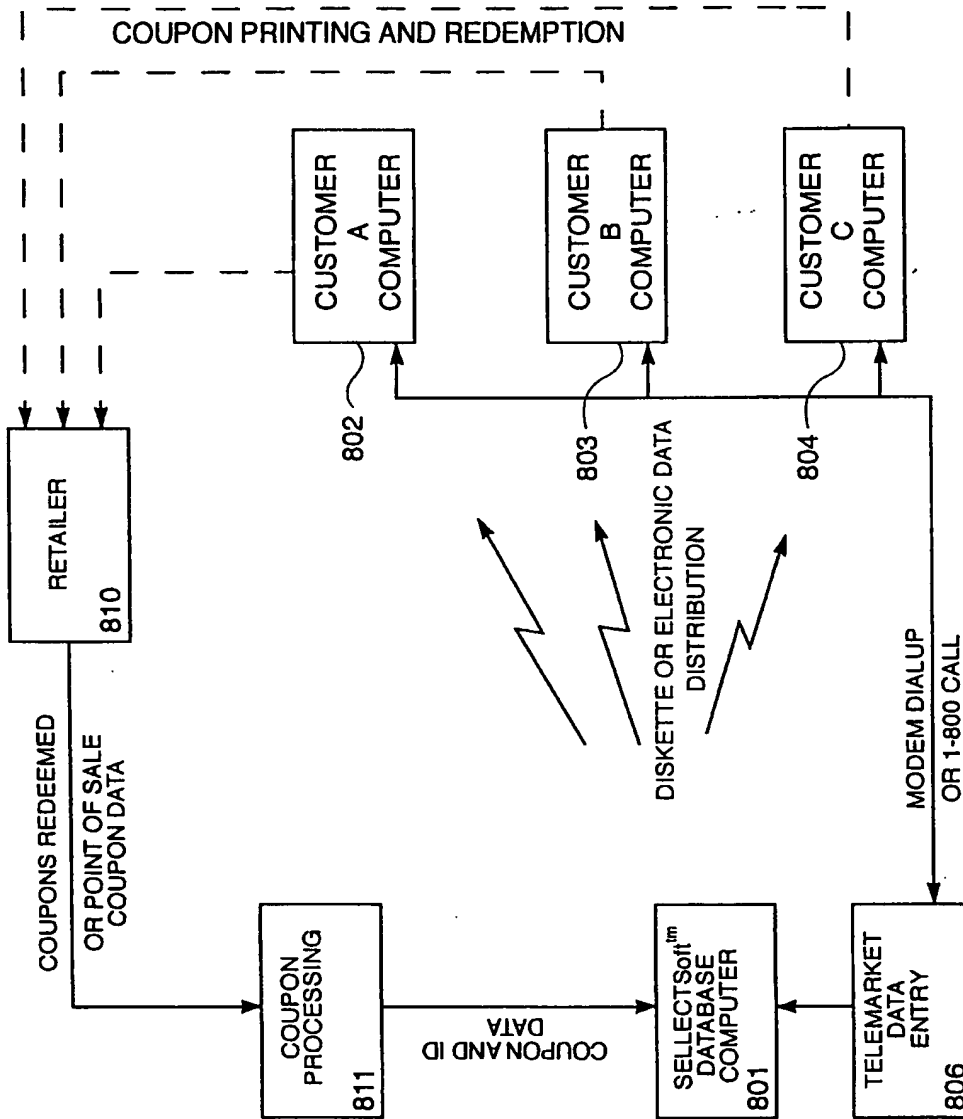 COUPON PRINTING AND REDEMPTION
RETAILER
810
COUPONS REDEEMED
OR POINT OF SALE
COUPON DATA
CUSTOMER
A
COMPUTER
802
CUSTOMER
B
COMPUTER
803
CUSTOMER
C
COMPUTER
804
DISKETTE OR ELECTRONIC DATA
DISTRIBUTION
COUPON
PROCESSING
811
COUPON AND ID
DATA
SELLECTSoft™
DATABASE
COMPUTER
801
TELEMARKET
DATA
ENTRY
806
MODEM DIALUP
OR 1-800 CALL